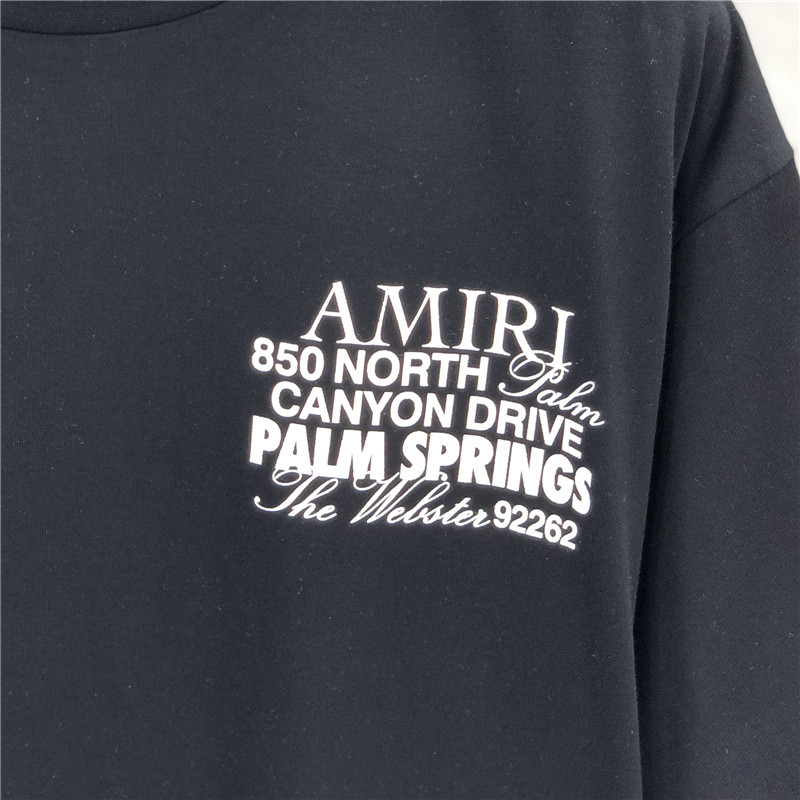 AMIRI
850 NORTH Palm
CANYON DRIVE
PALM SPRINGS
The Webster 92262